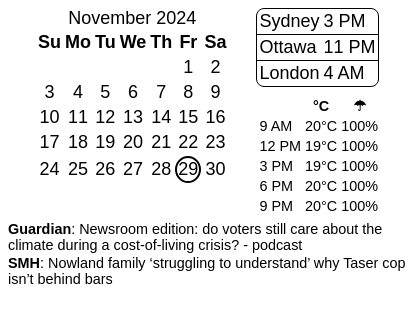 November 2024
Su Mo Tu We Th Fr Sa
1 2
3 4 5 6 7 8 9
10 11 12 13 14 15 16
17 18 19 20 21 22 23
24 25 26 27 28 29 30
Sydney 3 PM
Ottawa 11 PM
London 4 AM
°C ☂
9 AM 20°C 100%
12 PM 19°C 100%
3 PM 19°C 100%
6 PM 20°C 100%
9 PM 20°C 100%
Guardian: Newsroom edition: do voters still care about the
climate during a cost-of-living crisis? - podcast
SMH: Nowland family ‘struggling to understand’ why Taser cop
isn’t behind bars